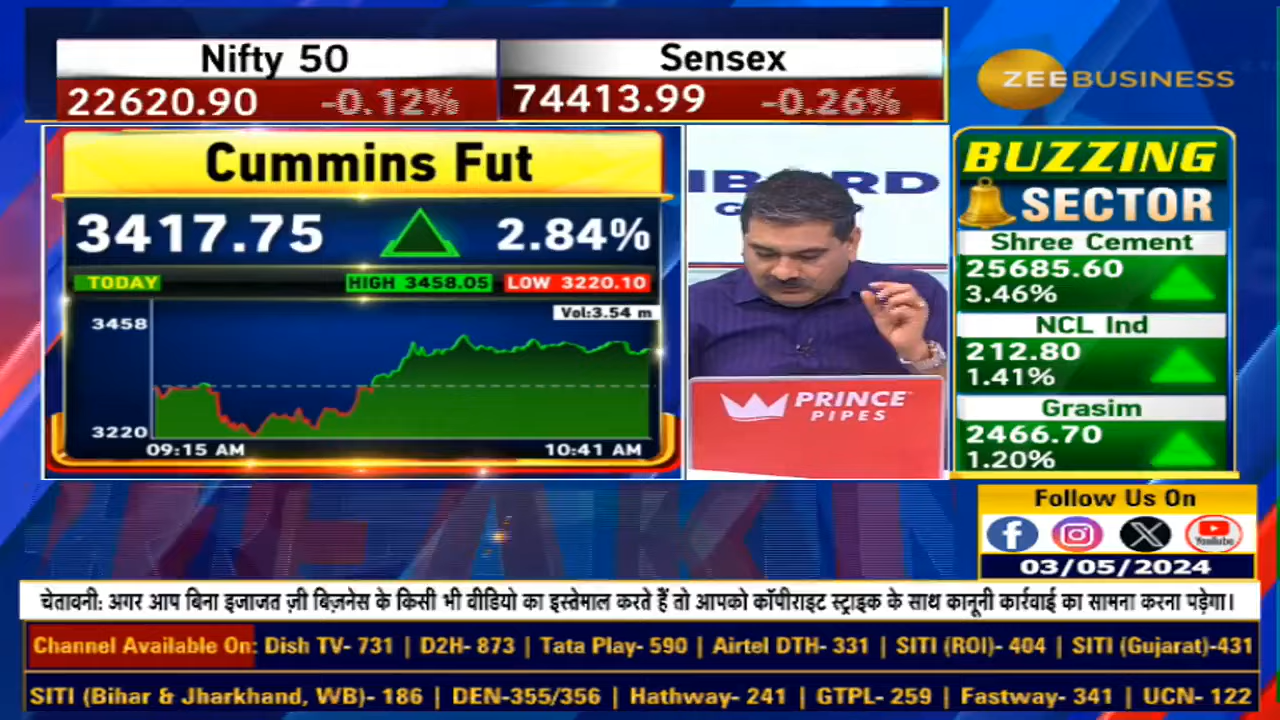 Nifty 50
22620.90 -0.12%
Sensex
74413.99 -0.26%
ZEEBUSINESS
Cummins Fut
3417.75 2.84%
TODAY HIGH 3458.05 LOW 3220.10
Vol:3.54 m
3458
3220
09:15 AM 10:41 AM
PRINCE
PIPES
BUZZING
SECTOR
Shree Cement
25685.60
3.46%
NCL Ind
212.80
1.41%
Grasim
2466.70
1.20%
Follow Us On
YouTube
03/05/2024
चेतावनी: अगर आप बिना इजाजत ज़ी बिज़नेस के किसी भी वीडियो का इस्तेमाल करते हैं तो आपको कॉपीराइट स्ट्राइक के साथ कानूनी कार्रवाई का सामना करना पड़ेगा।
Channel Available On: Dish TV- 731 | D2H- 873 | Tata Play- 590 | Airtel DTH- 331 | SITI (ROI)- 404 | SITI (Gujarat)-431
SITI (Bihar & Jharkhand, WB)- 186 | DEN-355/356 | Hathway- 241 | GTPL- 259 | Fastway- 341 | UCN- 122